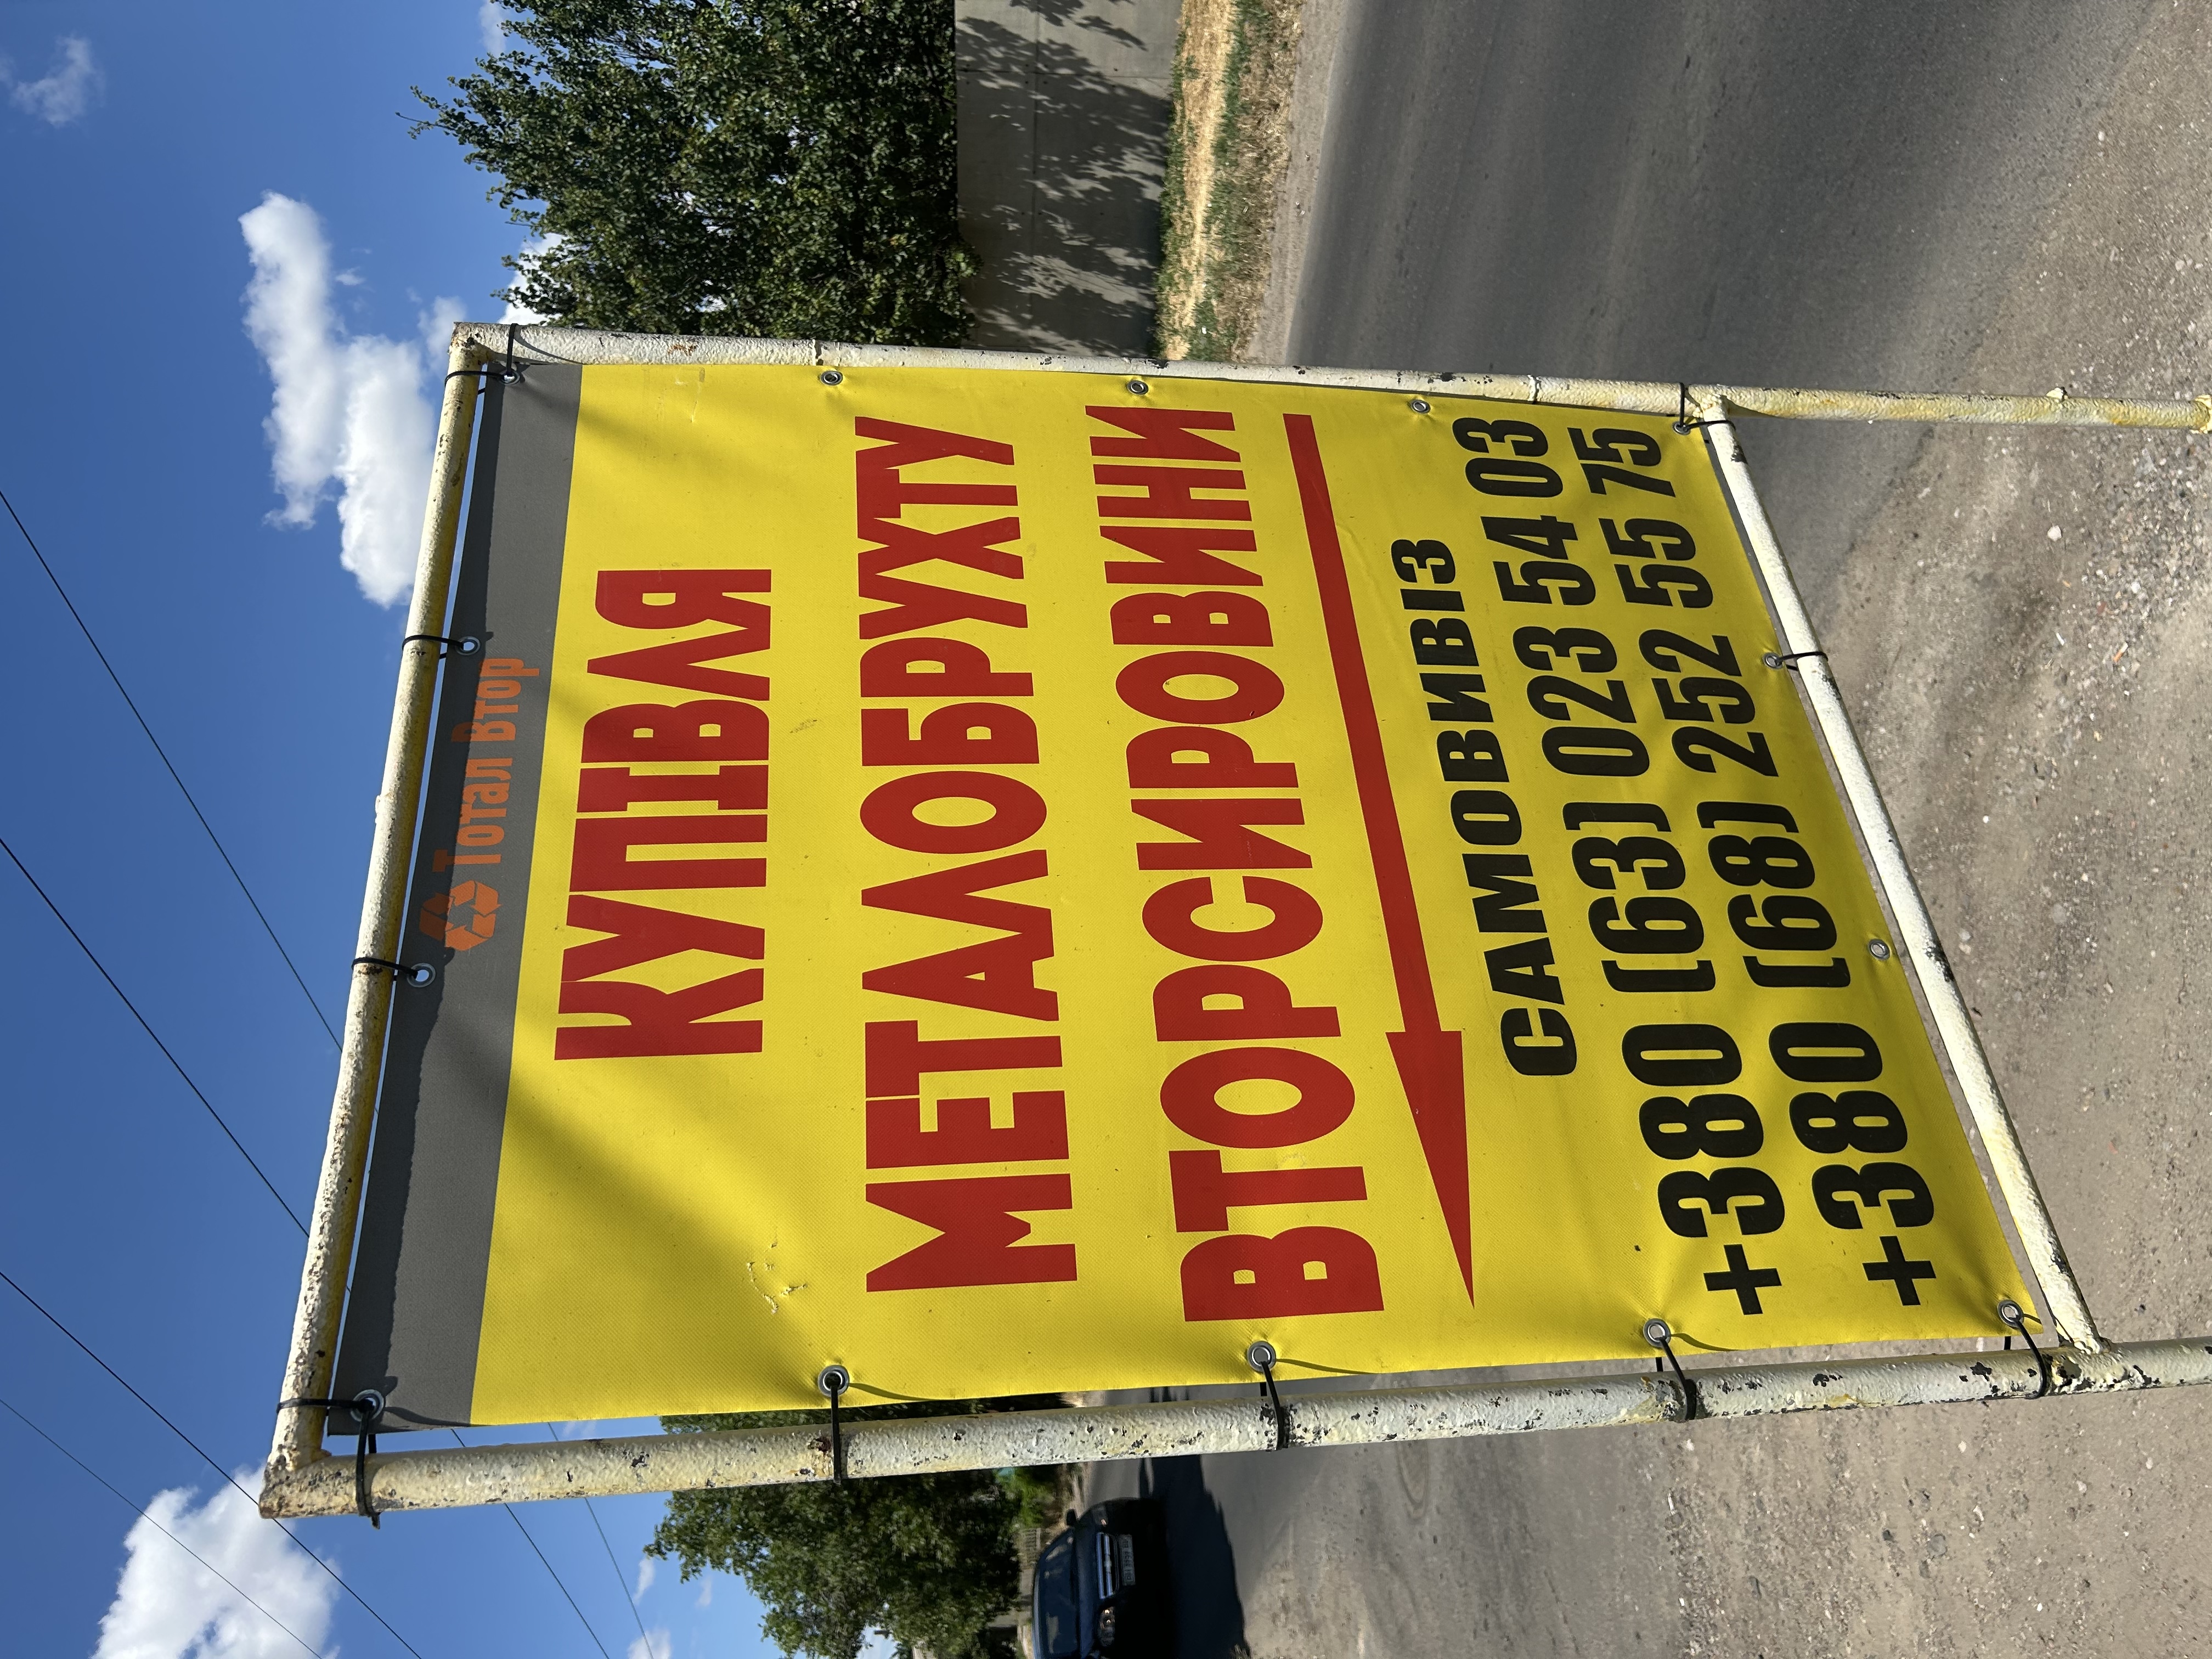 Тотал Втор
КУПІВЛЯ
МЕТАЛОБРУХТУ
ВТОРСИРОВИНИ
САМОВИВІЗ
+380 (63) 023 54 03
+380 (68) 252 55 75